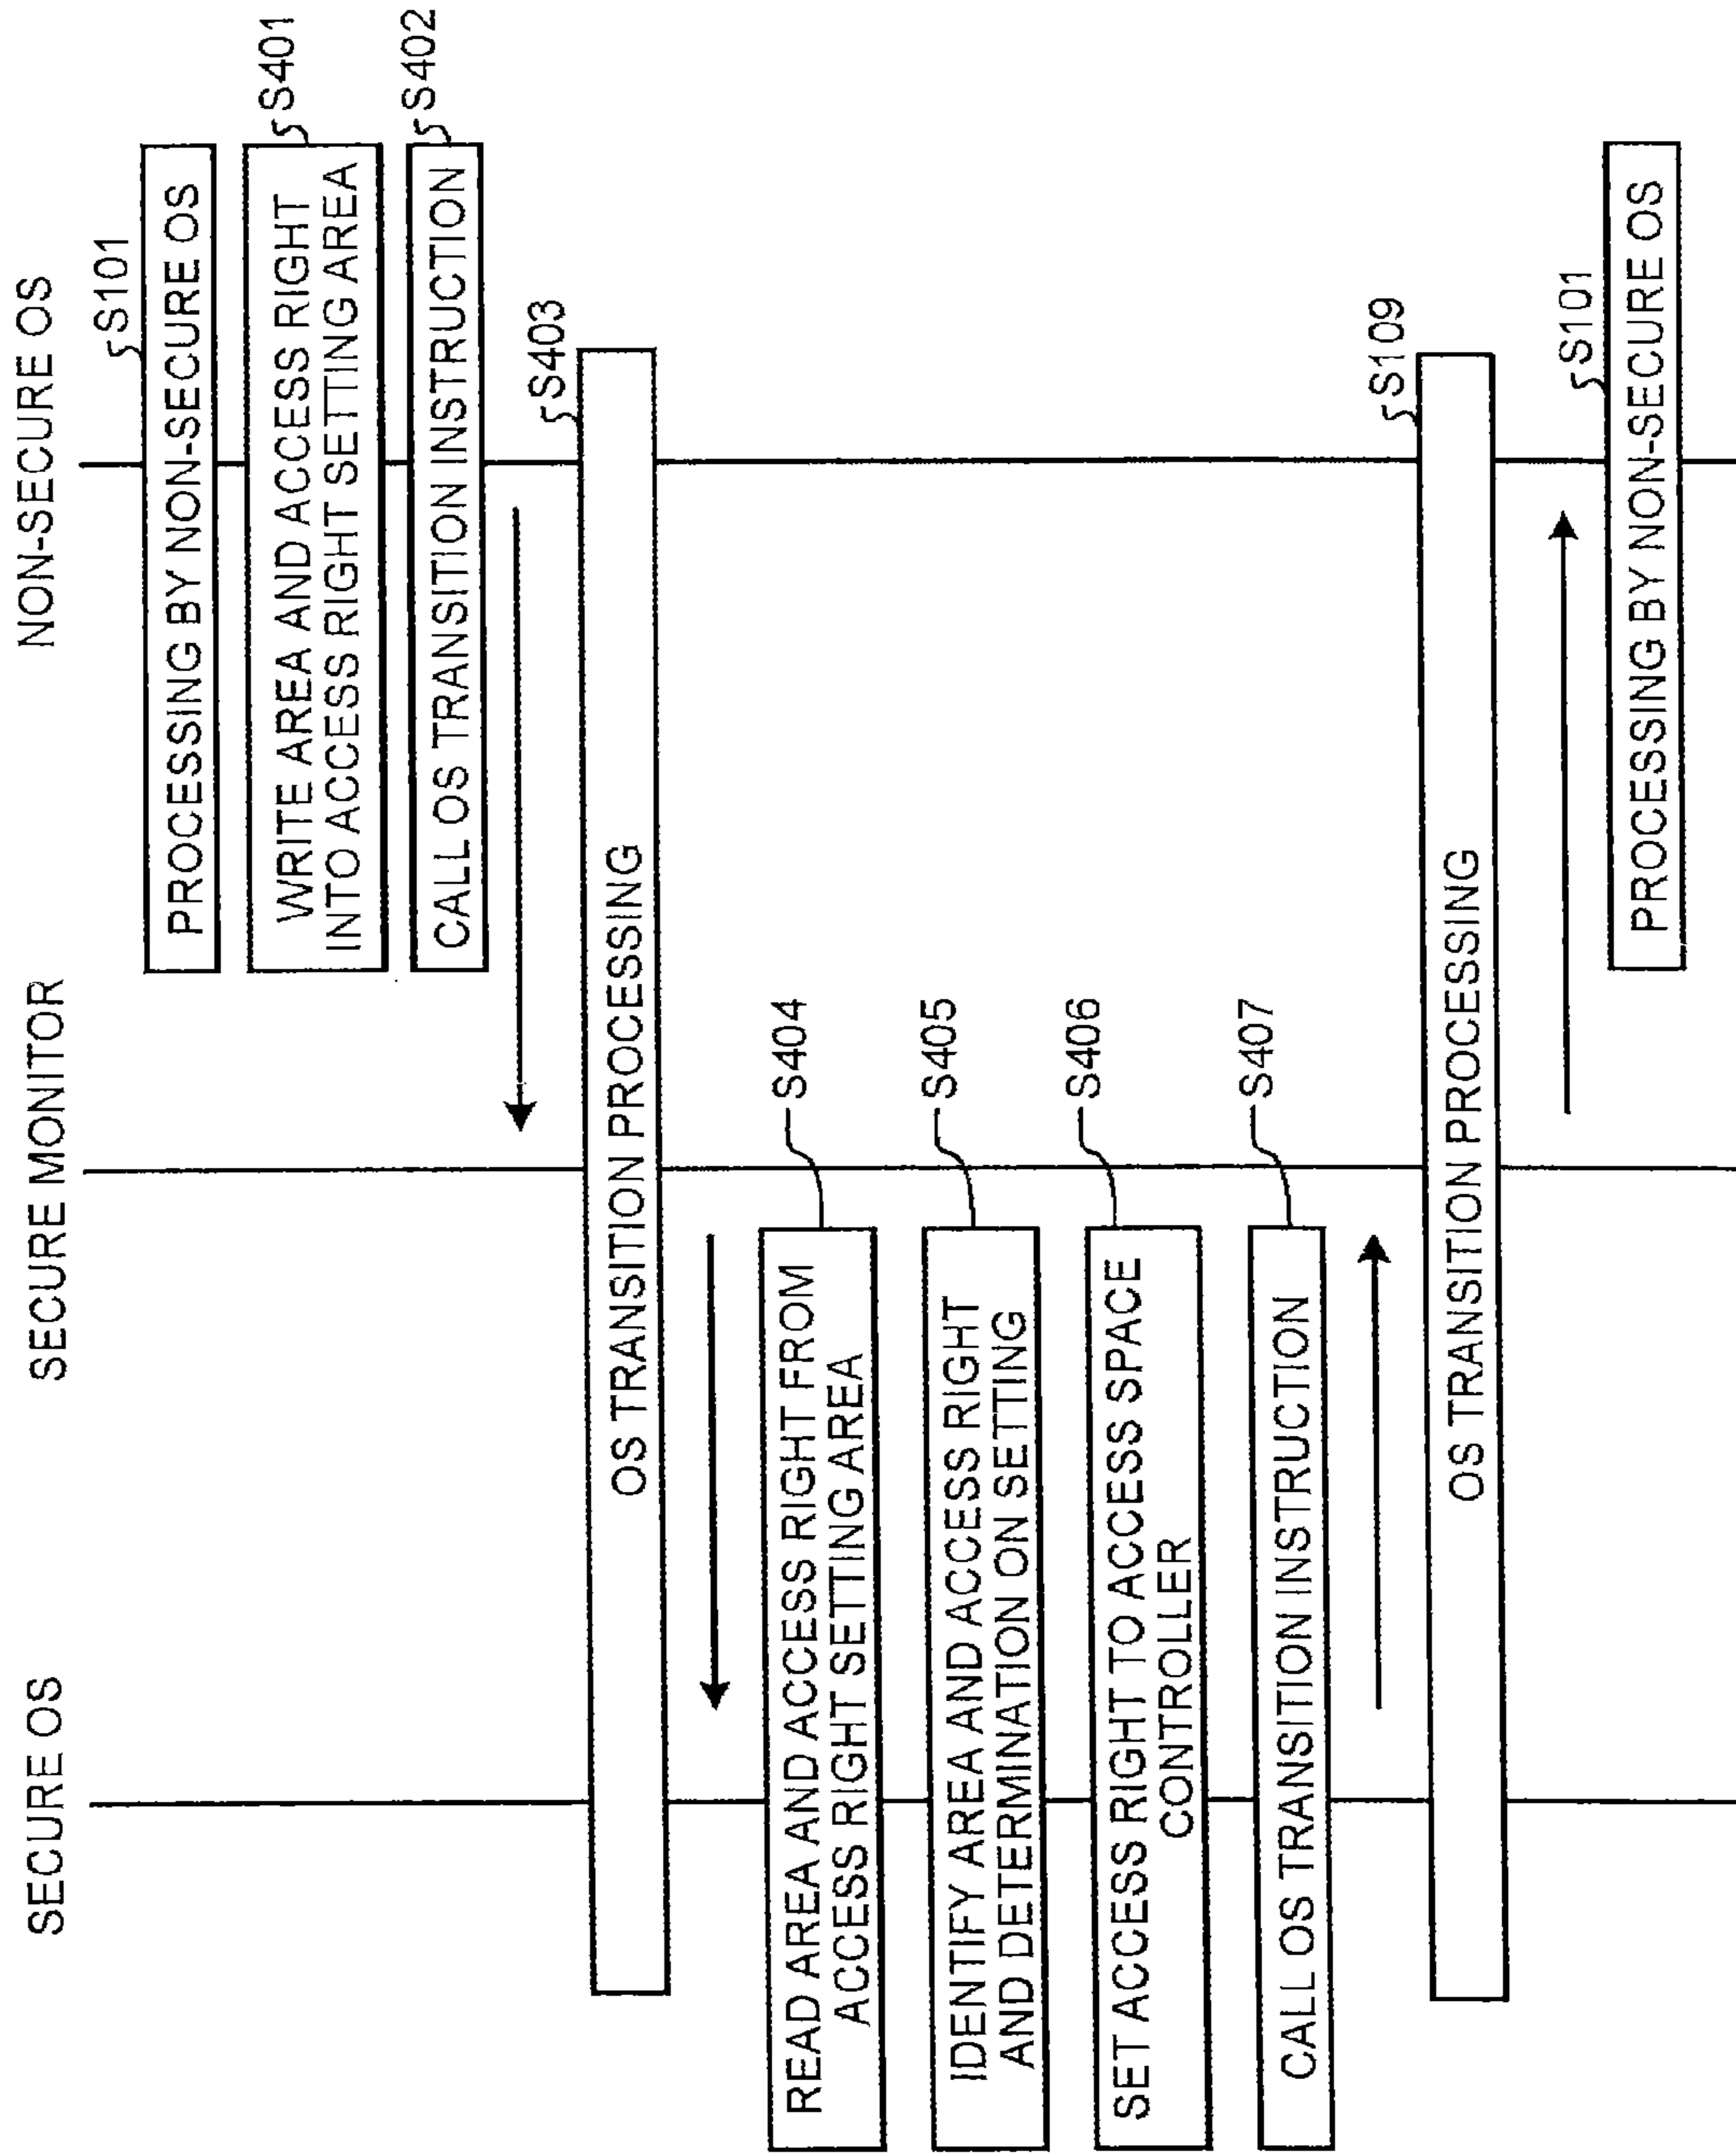 SECURE OS
SECURE MONITOR
NON-SECURE OS
S101
PROCESSING BY NON-SECURE OS
S401
WRITE AREA AND ACCESS RIGHT
INTO ACCESS RIGHT SETTING AREA
S402
CALL OS TRANSITION INSTRUCTION
S403
OS TRANSITION PROCESSING
S404
READ AREA AND ACCESS RIGHT FROM
ACCESS RIGHT SETTING AREA
S405
IDENTIFY AREA AND ACCESS RIGHT
AND DETERMINATION ON SETTING
S406
SET ACCESS RIGHT TO ACCESS SPACE
CONTROLLER
S407
CALL OS TRANSITION INSTRUCTION
S109
OS TRANSITION PROCESSING
S101
PROCESSING BY NON-SECURE OS